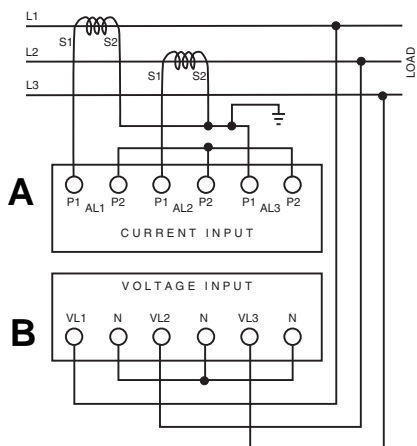 L1
S1 S2
L2
S1 S2
L3
LOAD
A
P1 AL1 P2 P1 AL2 P2 P1 AL3 P2
CURRENT INPUT
VOLTAGE INPUT
B
VL1 N VL2 N VL3 N